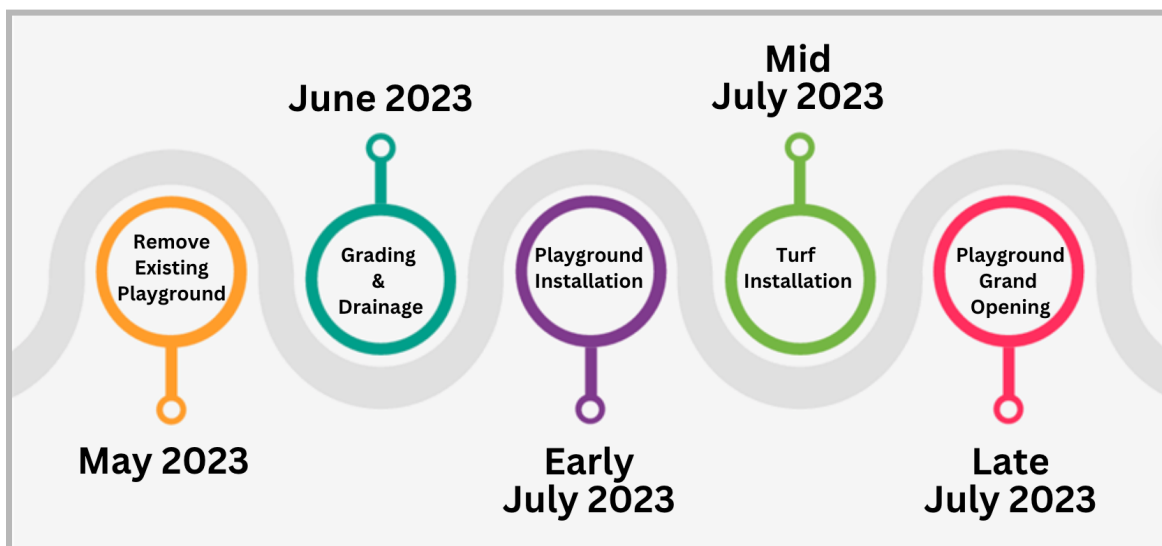 May 2023
Remove
Existing
Playground
June 2023
Grading
&
Drainage
Early
July 2023
Playground
Installation
Mid
July 2023
Turf
Installation
Late
July 2023
Playground
Grand
Opening